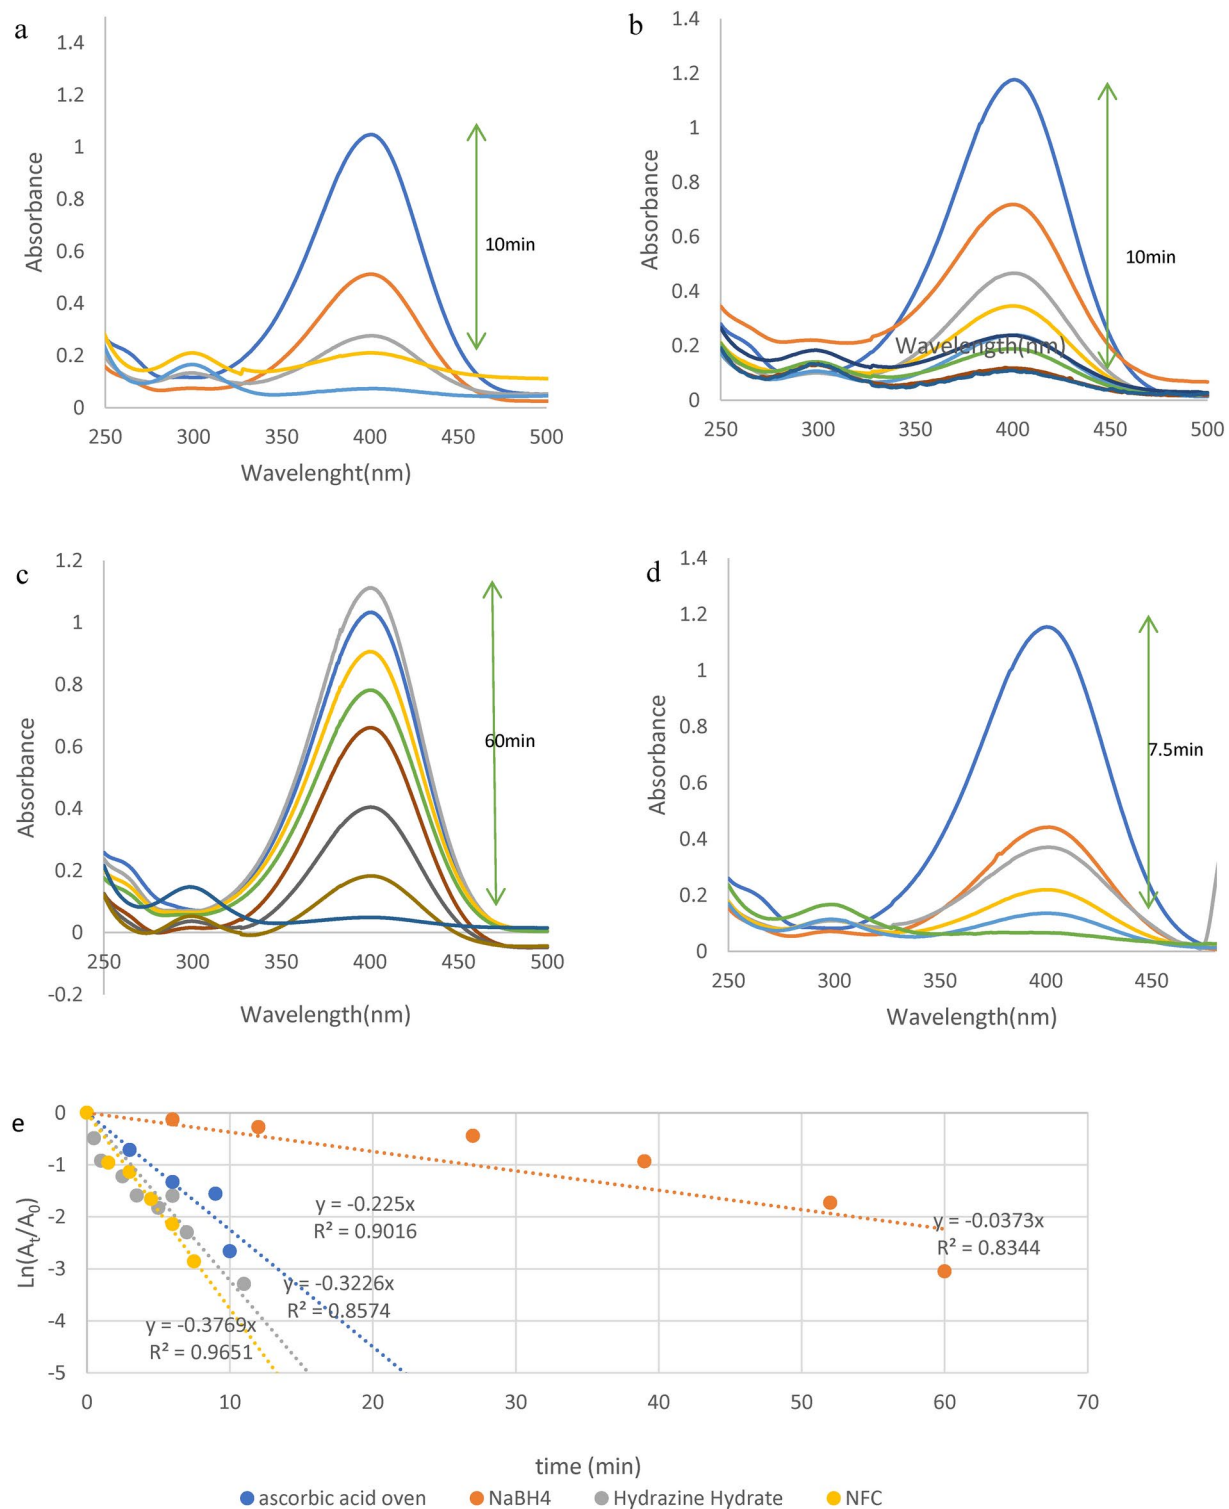 a
1.4
1.2
1
0.8
0.6
0.4
0.2
0
Absorbance
10min
250 300 350 400 450 500
Wavelenght(nm)
b
1.4
1.2
1
0.8
0.6
0.4
0.2
0
Absorbance
10min
Wavelength(nm)
250 300 350 400 450 500
c
1.2
1
0.8
0.6
0.4
0.2
0
-0.2
Absorbance
60min
250 300 350 400 450 500
Wavelength(nm)
d
1.4
1.2
1
0.8
0.6
0.4
0.2
0
Absorbance
7.5min
250 300 350 400 450
Wavelength(nm)
e
0
-1
-2
-3
-4
-5
Ln(Aₜ/A₀)
y = -0.225x
R² = 0.9016
y = -0.0373x
R² = 0.8344
y = -0.3226x
R² = 0.8574
y = -0.3769x
R² = 0.9651
0 10 20 30 40 50 60 70
time (min)
ascorbic acid oven NaBH4 Hydrazine Hydrate NFC